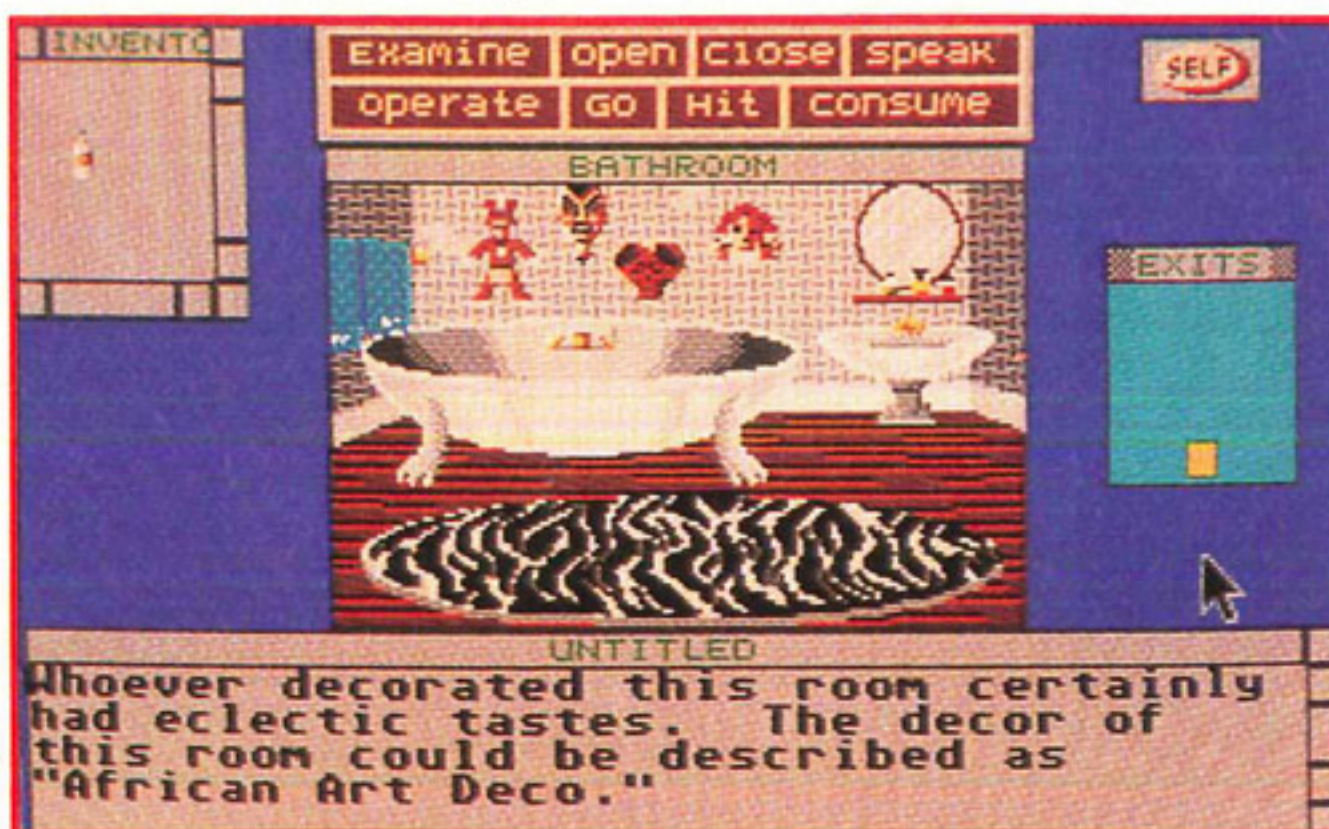 INVENTO
Examine Open Close Speak
Operate Go Hit Consume
SELF
BATHROOM
EXITS
UNTITLED
Whoever decorated this room certainly
had eclectic tastes.  The decor of
this room could be described as
"African Art Deco."